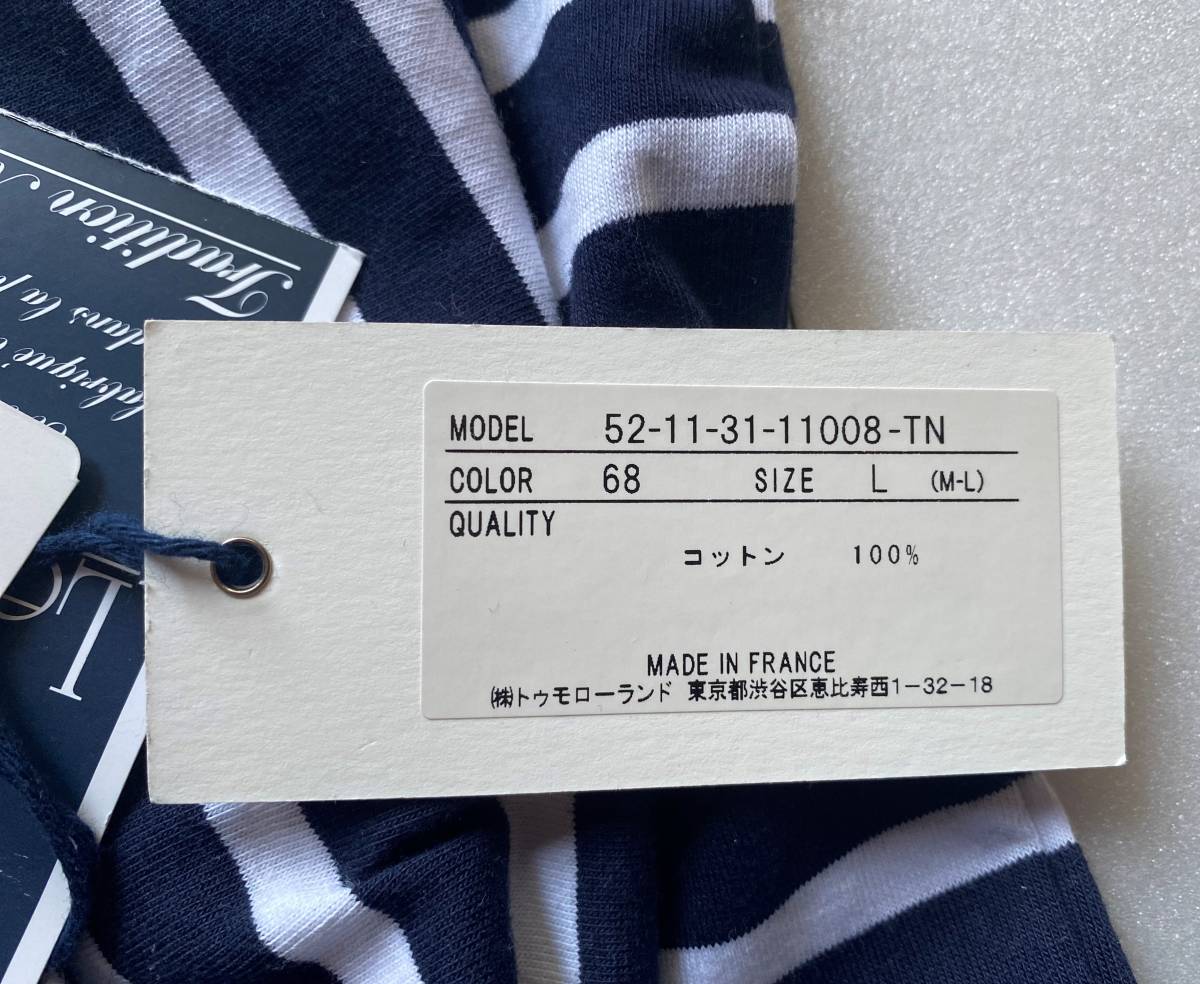 MODEL 52-11-31-11008-TN
COLOR 68 SIZE L (M-L)
QUALITY
コットン 100%
MADE IN FRANCE
㈱トゥモローランド 東京都渋谷区恵比寿西1-32-18
Tradition
dans la